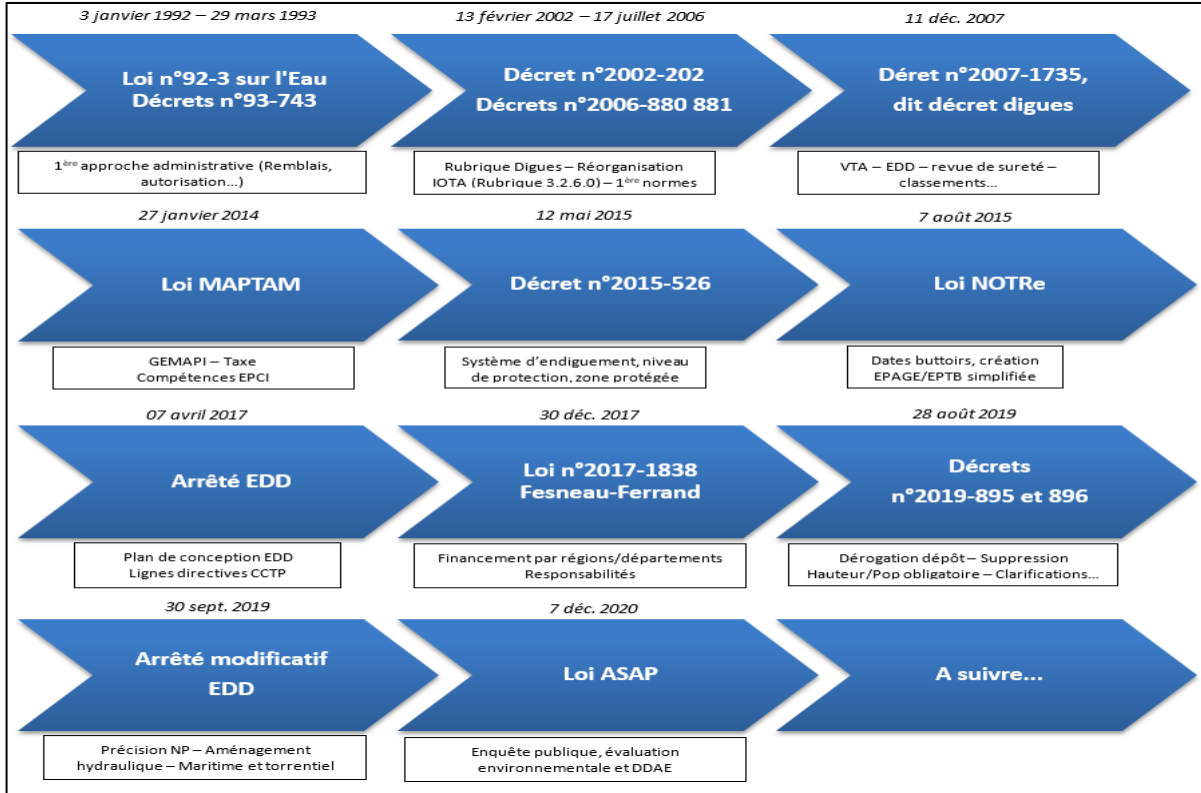 3 janvier 1992 – 29 mars 1993
13 février 2002 – 17 juillet 2006
11 déc. 2007
Loi n°92-3 sur l'Eau
Décrets n°93-743
Décret n°2002-202
Décrets n°2006-880 881
Déret n°2007-1735,
dit décret digues
1ère approche administrative (Remblais,
autorisation...)
Rubrique Digues – Réorganisation
IOTA (Rubrique 3.2.6.0) – 1ère normes
VTA – EDD – revue de sureté –
classements...
27 janvier 2014
12 mai 2015
7 août 2015
Loi MAPTAM
Décret n°2015-526
Loi NOTRe
GEMAPI – Taxe
Compétences EPCI
Système d'endiguement, niveau
de protection, zone protégée
Dates buttoirs, création
EPAGE/EPTB simplifiée
07 avril 2017
30 déc. 2017
28 août 2019
Arrêté EDD
Loi n°2017-1838
Fesneau-Ferrand
Décrets
n°2019-895 et 896
Plan de conception EDD
Lignes directives CCTP
Financement par régions/départements
Responsabilités
Dérogation dépôt – Suppression
Hauteur/Pop obligatoire – Clarifications...
30 sept. 2019
7 déc. 2020
Arrêté modificatif
EDD
Loi ASAP
A suivre...
Précision NP – Aménagement
hydraulique – Maritime et torrentiel
Enquête publique, évaluation
environnementale et DDAE